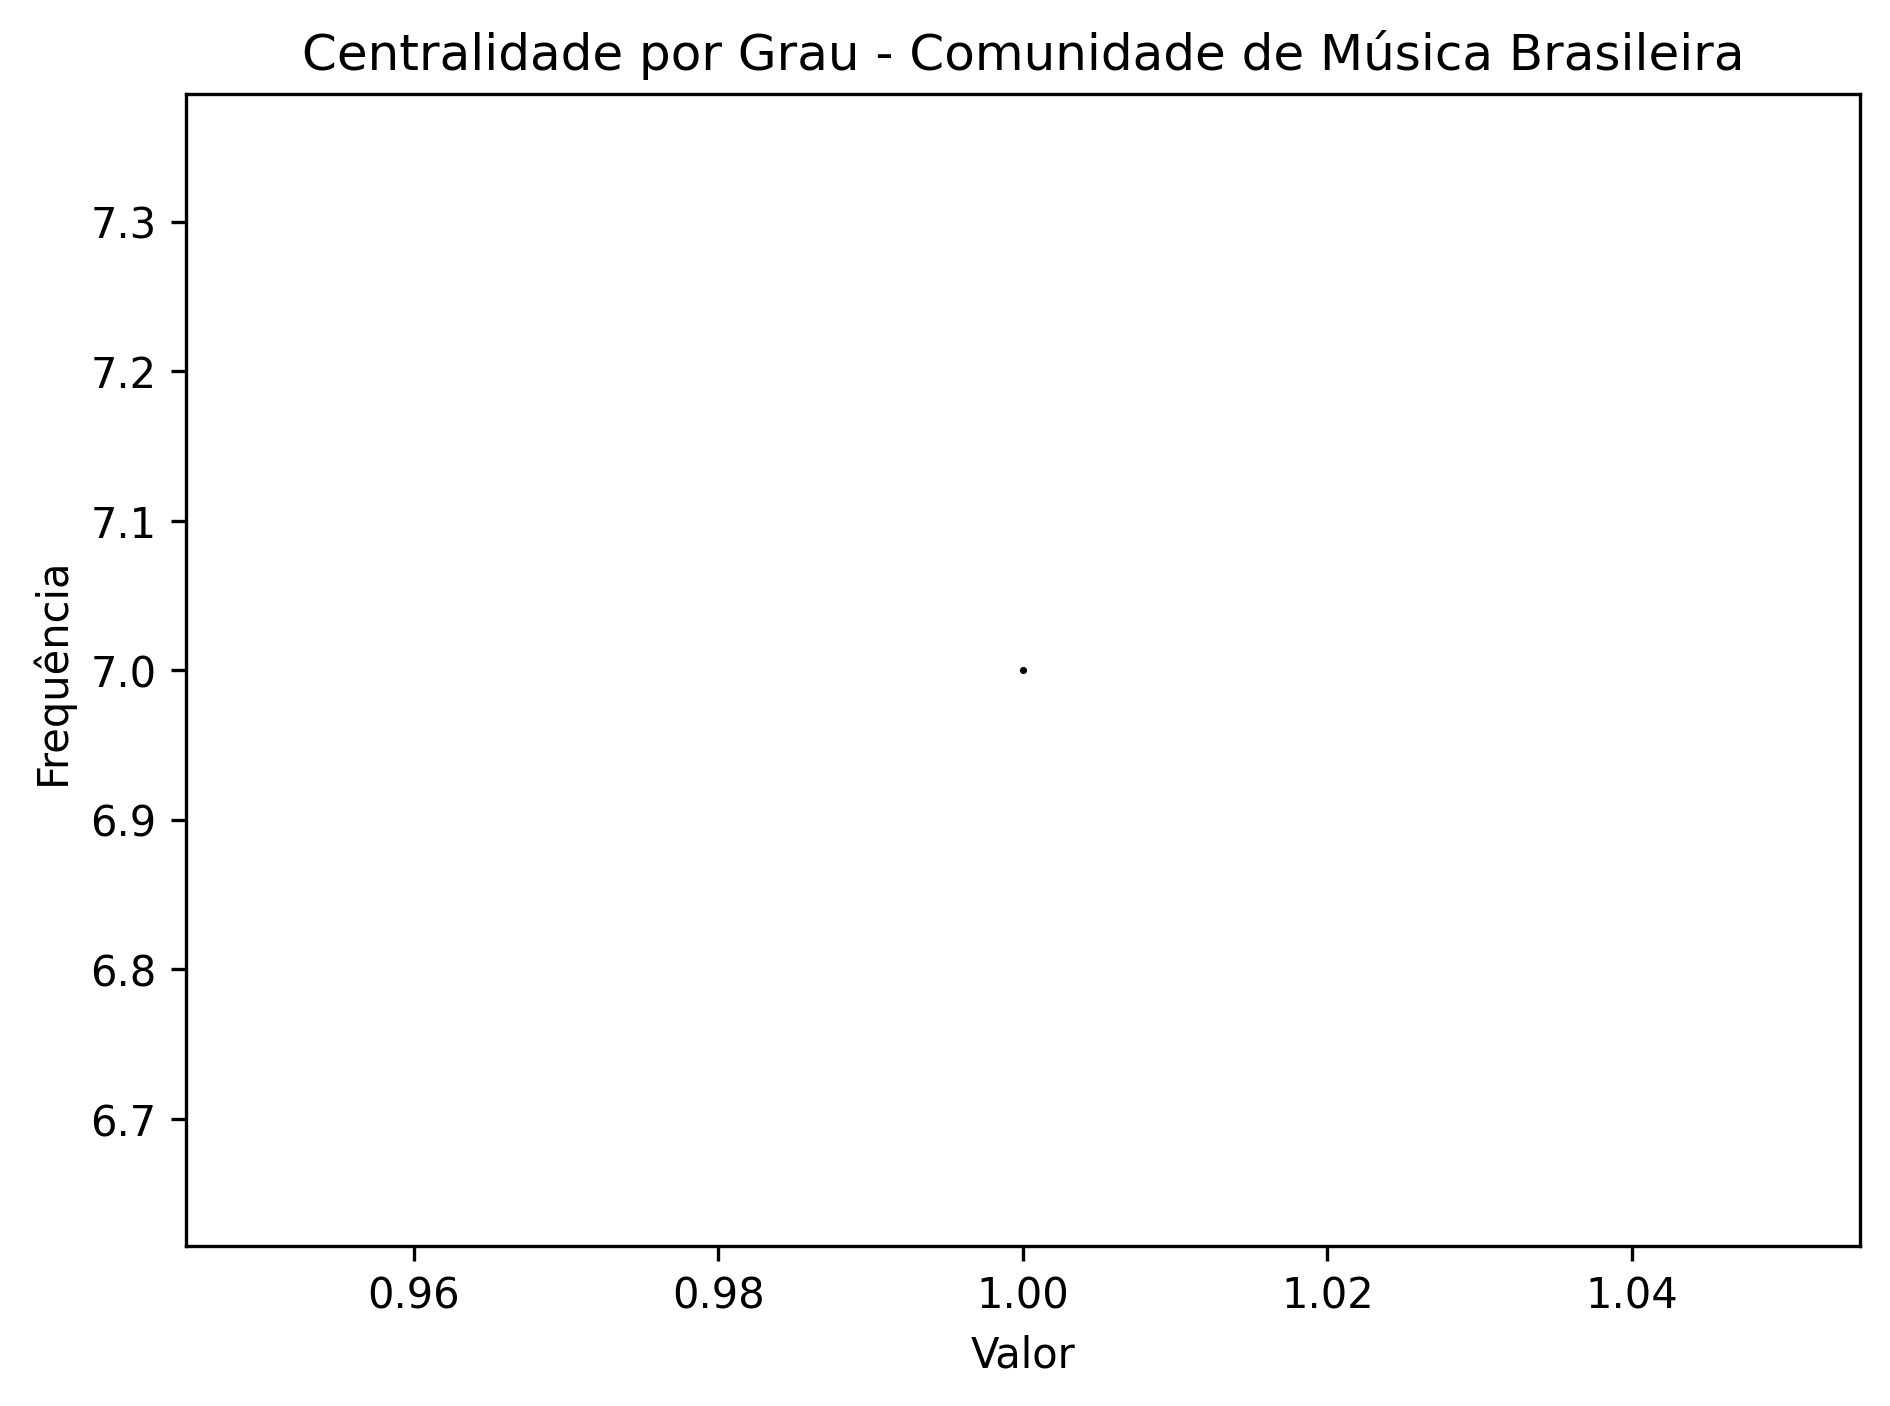 Centralidade por Grau - Comunidade de Música Brasileira
7.3
7.2
7.1
7.0
6.9
6.8
6.7
Frequência
0.96 0.98 1.00 1.02 1.04
Valor